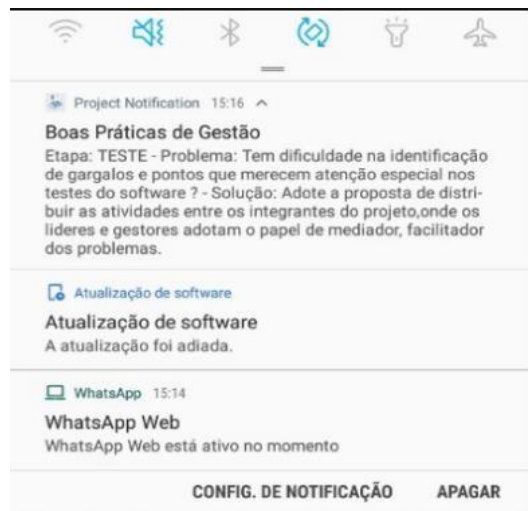 Project Notification 15:16
Boas Práticas de Gestão
Etapa: TESTE - Problema: Tem dificuldade na identificação
de gargalos e pontos que merecem atenção especial nos
testes do software ? - Solução: Adote a proposta de distri-
buir as atividades entre os integrantes do projeto,onde os
lideres e gestores adotam o papel de mediador, facilitador
dos problemas.
Atualização de software
Atualização de software
A atualização foi adiada.
WhatsApp 15:14
WhatsApp Web
WhatsApp Web está ativo no momento
CONFIG. DE NOTIFICAÇÃO APAGAR